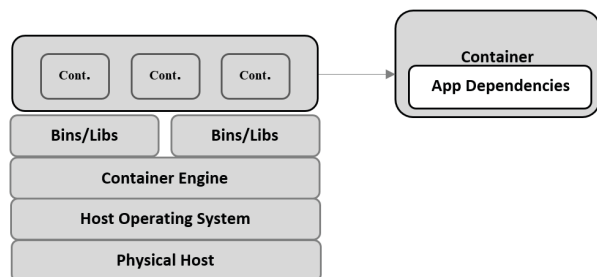 Cont. Cont. Cont.
Container
App Dependencies
Bins/Libs Bins/Libs
Container Engine
Host Operating System
Physical Host